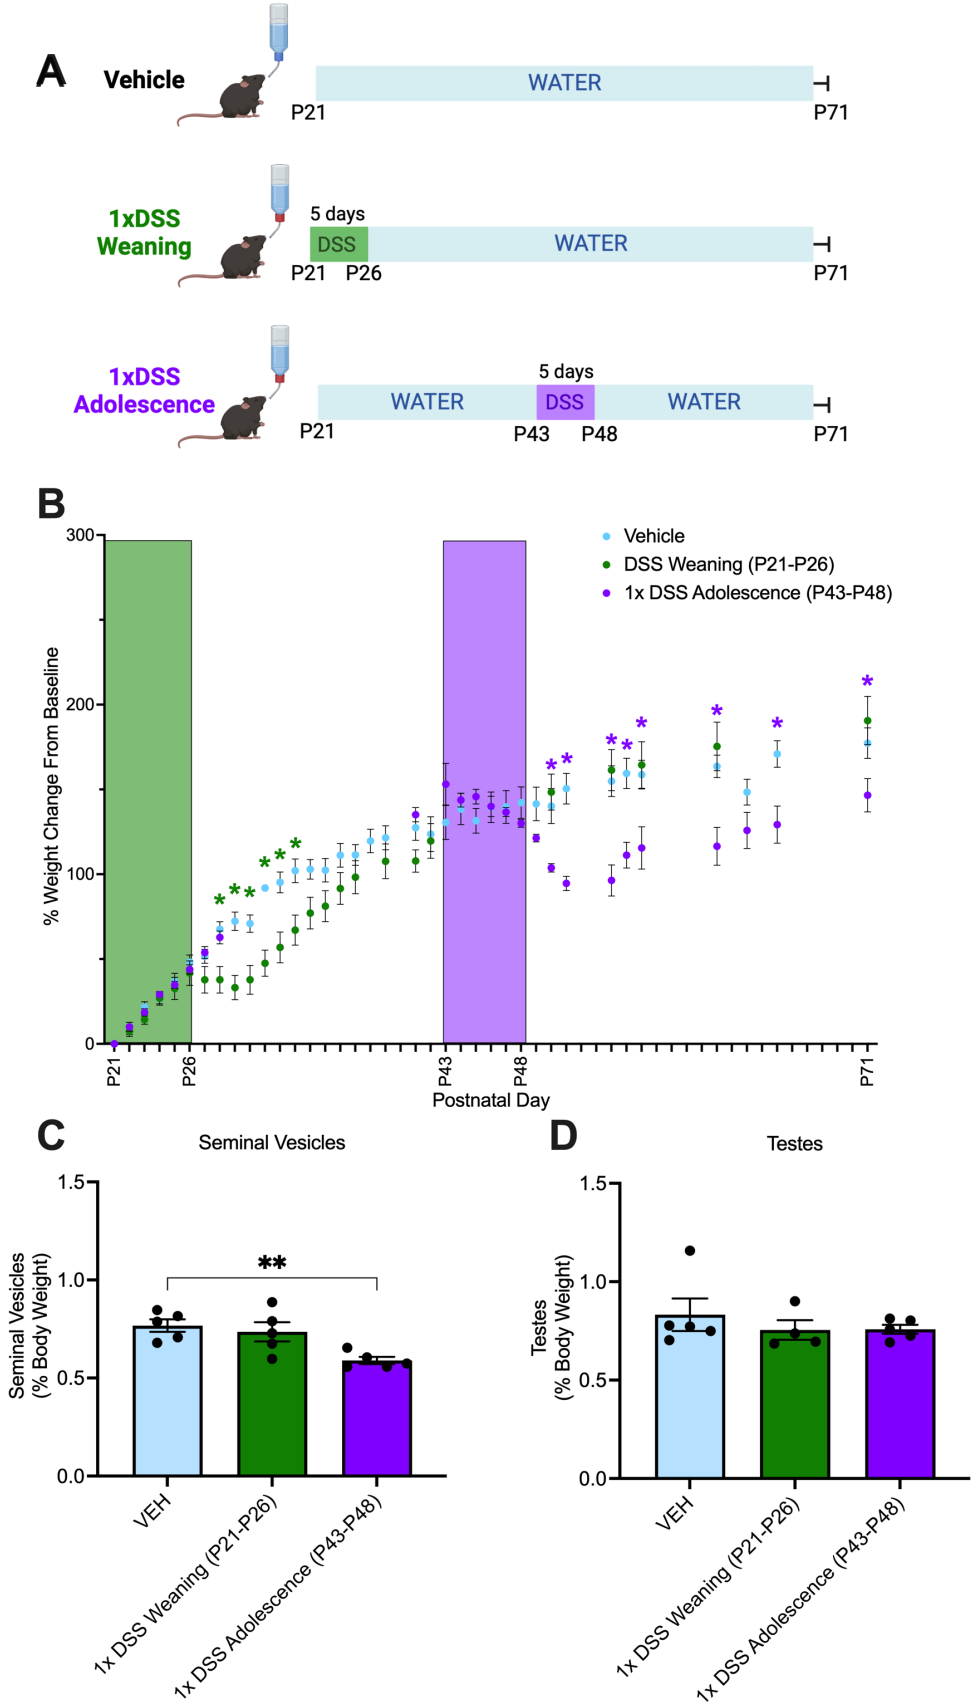 A
Vehicle
WATER
P21
P71
1xDSS
Weaning
5 days
DSS
WATER
P21
P26
P71
1xDSS
Adolescence
5 days
WATER
DSS
WATER
P21
P43
P48
P71
B
% Weight Change From Baseline
300
200
100
0
Vehicle
DSS Weaning (P21-P26)
1x DSS Adolescence (P43-P48)
* * * * * *
* * * * * * * *
P21
P26
P43
P48
P71
Postnatal Day
C
Seminal Vesicles
Seminal Vesicles
(% Body Weight)
1.5
1.0
0.5
0.0
**
VEH
1x DSS Weaning (P21-P26)
1x DSS Adolescence (P43-P48)
D
Testes
Testes
(% Body Weight)
1.5
1.0
0.5
0.0
VEH
1x DSS Weaning (P21-P26)
1x DSS Adolescence (P43-P48)